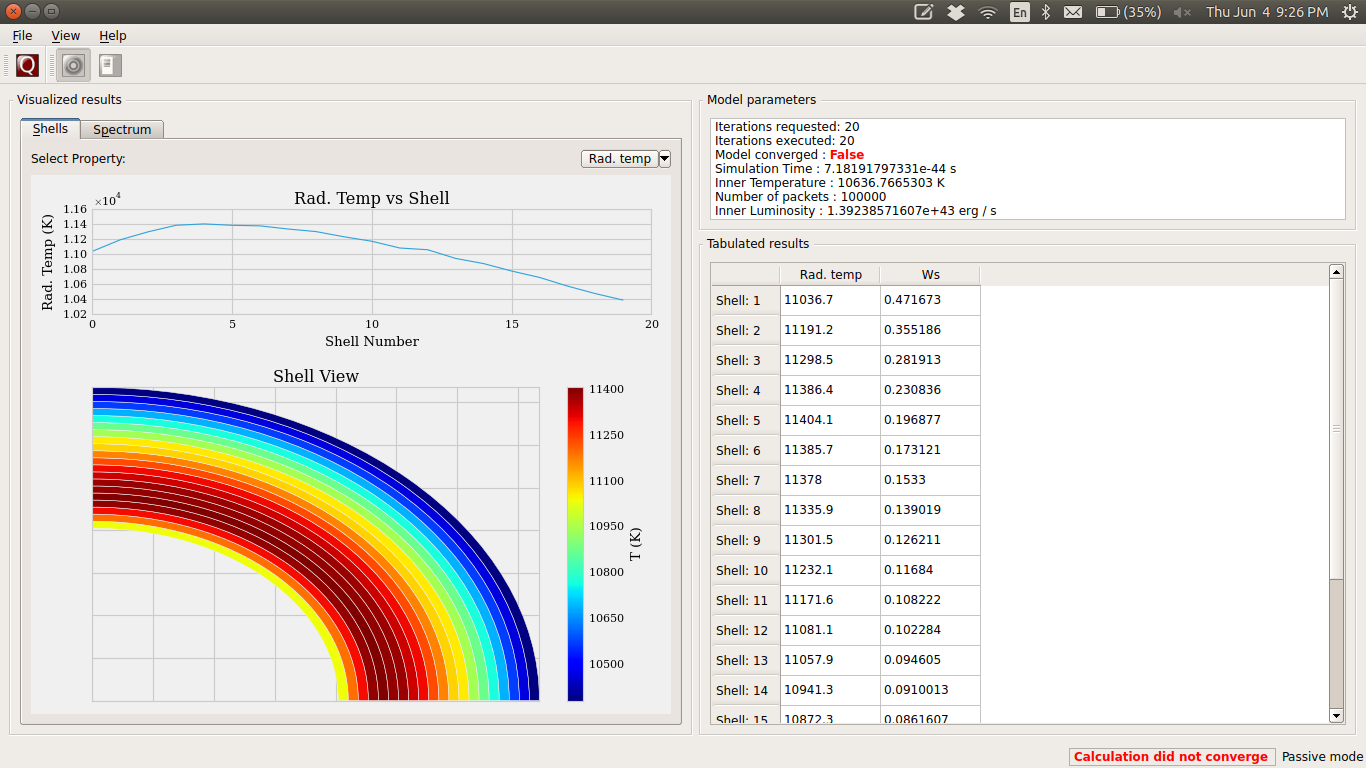 En (35%) Thu Jun 4 9:26 PM
File View Help
Q
Visualized results
Shells Spectrum
Select Property: Rad. temp
Rad. Temp vs Shell
×10^4
1.16
1.14
1.12
1.10
1.08
1.06
1.04
1.02
Rad. Temp (K)
0 5 10 15 20
Shell Number
Shell View
11400
11250
11100
10950
10800
10650
10500
T (K)
Model parameters
Iterations requested: 20
Iterations executed: 20
Model converged : False
Simulation Time : 7.18191797331e-44 s
Inner Temperature : 10636.7665303 K
Number of packets : 100000
Inner Luminosity : 1.39238571607e+43 erg / s
Tabulated results
Rad. temp Ws
Shell: 1 11036.7 0.471673
Shell: 2 11191.2 0.355186
Shell: 3 11298.5 0.281913
Shell: 4 11386.4 0.230836
Shell: 5 11404.1 0.196877
Shell: 6 11385.7 0.173121
Shell: 7 11378 0.1533
Shell: 8 11335.9 0.139019
Shell: 9 11301.5 0.126211
Shell: 10 11232.1 0.11684
Shell: 11 11171.6 0.108222
Shell: 12 11081.1 0.102284
Shell: 13 11057.9 0.094605
Shell: 14 10941.3 0.0910013
Shell: 15 10872.3 0.0861607
Calculation did not converge Passive mode